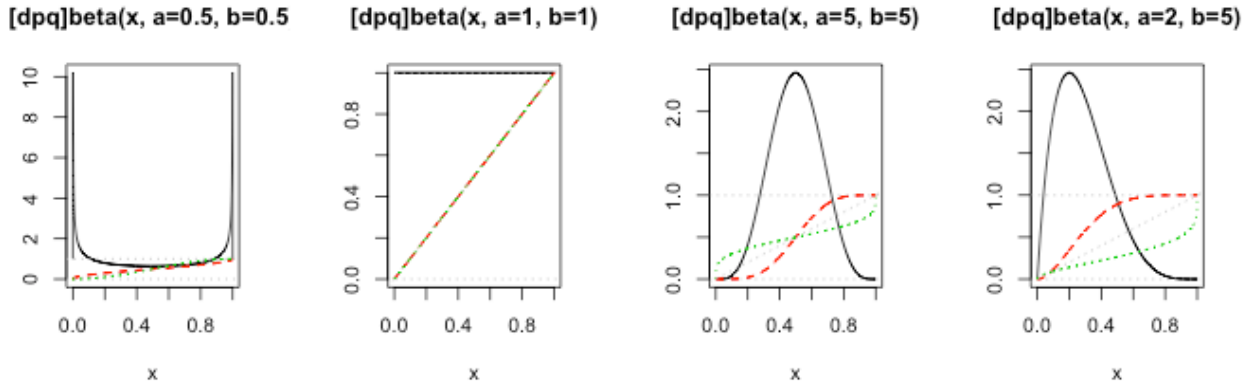 [dpq]beta(x, a=0.5, b=0.5
[dpq]beta(x, a=1, b=1)
[dpq]beta(x, a=5, b=5)
[dpq]beta(x, a=2, b=5)
10
8
6
4
2
0
0.0 0.4 0.8
x
0.8
0.4
0.0
0.0 0.4 0.8
x
2.0
1.0
0.0
0.0 0.4 0.8
x
2.0
1.0
0.0
0.0 0.4 0.8
x